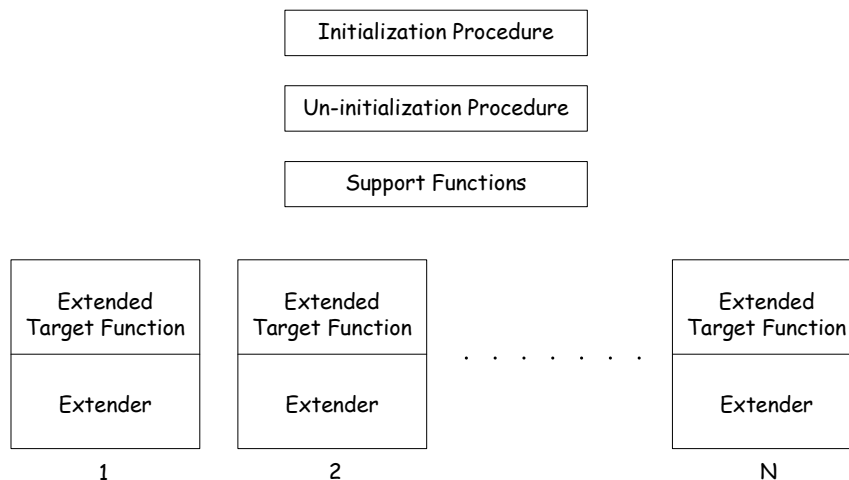 Initialization Procedure
Un-initialization Procedure
Support Functions
Extended
Target Function
Extender
1
Extended
Target Function
Extender
2
. . . . . . .
Extended
Target Function
Extender
N